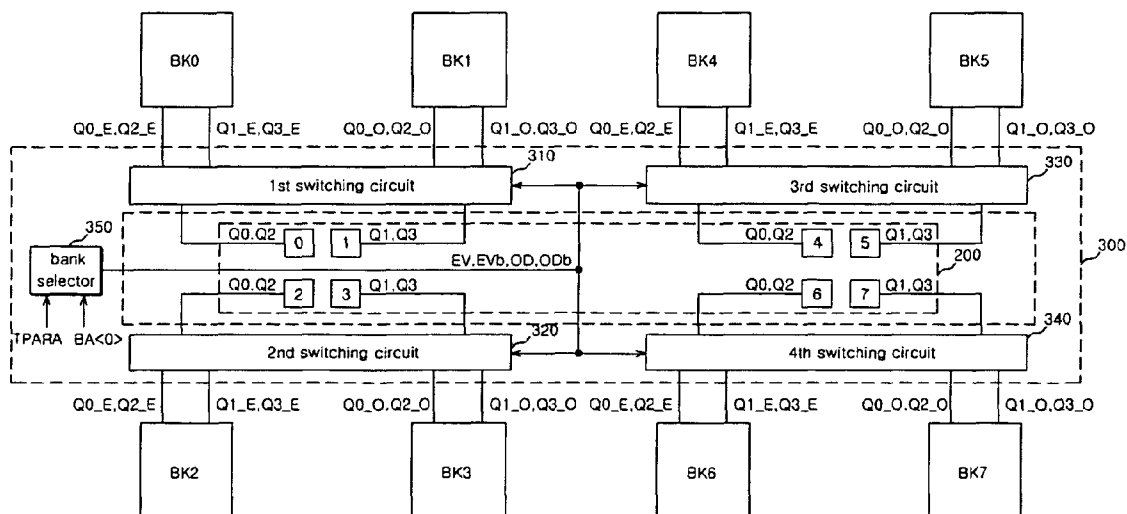 BK0 BK1 BK4 BK5
Q0_E,Q2_E Q1_E,Q3_E Q0_O,Q2_O Q1_O,Q3_O Q0_E,Q2_E Q1_E,Q3_E Q0_O,Q2_O Q1_O,Q3_O
310 330
1st switching circuit 3rd switching circuit
350
bank
selector
Q0,Q2 0 1 Q1,Q3 Q0,Q2 4 5 Q1,Q3
200 300
EV,EVb,OD,ODb
Q0,Q2 2 3 Q1,Q3 Q0,Q2 6 7 Q1,Q3
TPARA BA<0>
320 340
2nd switching circuit 4th switching circuit
Q0_E,Q2_E Q1_E,Q3_E Q0_O,Q2_O Q1_O,Q3_O Q0_E,Q2_E Q1_E,Q3_E Q0_O,Q2_O Q1_O,Q3_O
BK2 BK3 BK6 BK7